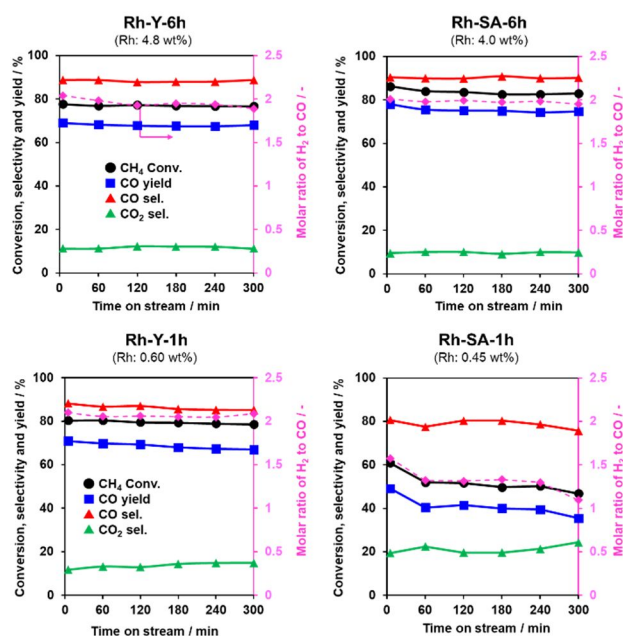 Rh-Y-6h
(Rh: 4.8 wt%)
Conversion, selectivity and yield / %
100
80
60
40
20
0
2.5
2
1.5
1
0.5
0
Molar ratio of H₂ to CO / -
CH₄ Conv.
CO yield
CO sel.
CO₂ sel.
0 60 120 180 240 300
Time on stream / min
Rh-SA-6h
(Rh: 4.0 wt%)
Conversion, selectivity and yield / %
100
80
60
40
20
0
2.5
2
1.5
1
0.5
0
Molar ratio of H₂ to CO / -
0 60 120 180 240 300
Time on stream / min
Rh-Y-1h
(Rh: 0.60 wt%)
Conversion, selectivity and yield / %
100
80
60
40
20
0
2.5
2
1.5
1
0.5
0
Molar ratio of H₂ to CO / -
CH₄ Conv.
CO yield
CO sel.
CO₂ sel.
0 60 120 180 240 300
Time on stream / min
Rh-SA-1h
(Rh: 0.45 wt%)
Conversion, selectivity and yield / %
100
80
60
40
20
0
2.5
2
1.5
1
0.5
0
Molar ratio of H₂ to CO / -
0 60 120 180 240 300
Time on stream / min